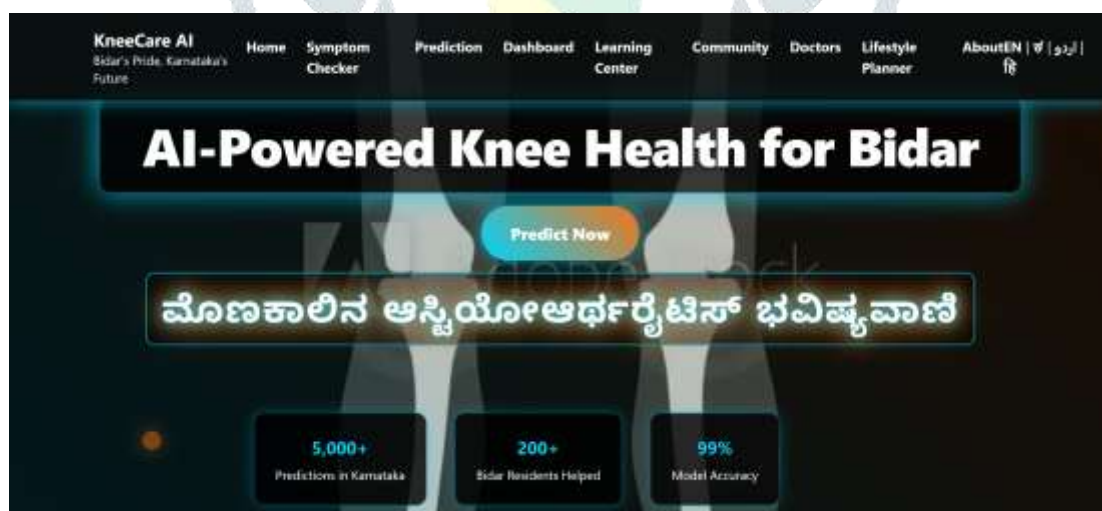 KneeCare AI
Bidar's Pride, Karnataka's
Future
Home
Symptom
Checker
Prediction
Dashboard
Learning
Center
Community
Doctors
Lifestyle
Planner
AboutEN | ಕ | اردو |
हि
AI-Powered Knee Health for Bidar
Predict Now
ಮೊಣಕಾಲಿನ ಆಸ್ಟಿಯೋಆರ್ಥರೈಟಿಸ್ ಭವಿಷ್ಯವಾಣಿ
5,000+
Predictions in Karnataka
200+
Bidar Residents Helped
99%
Model Accuracy